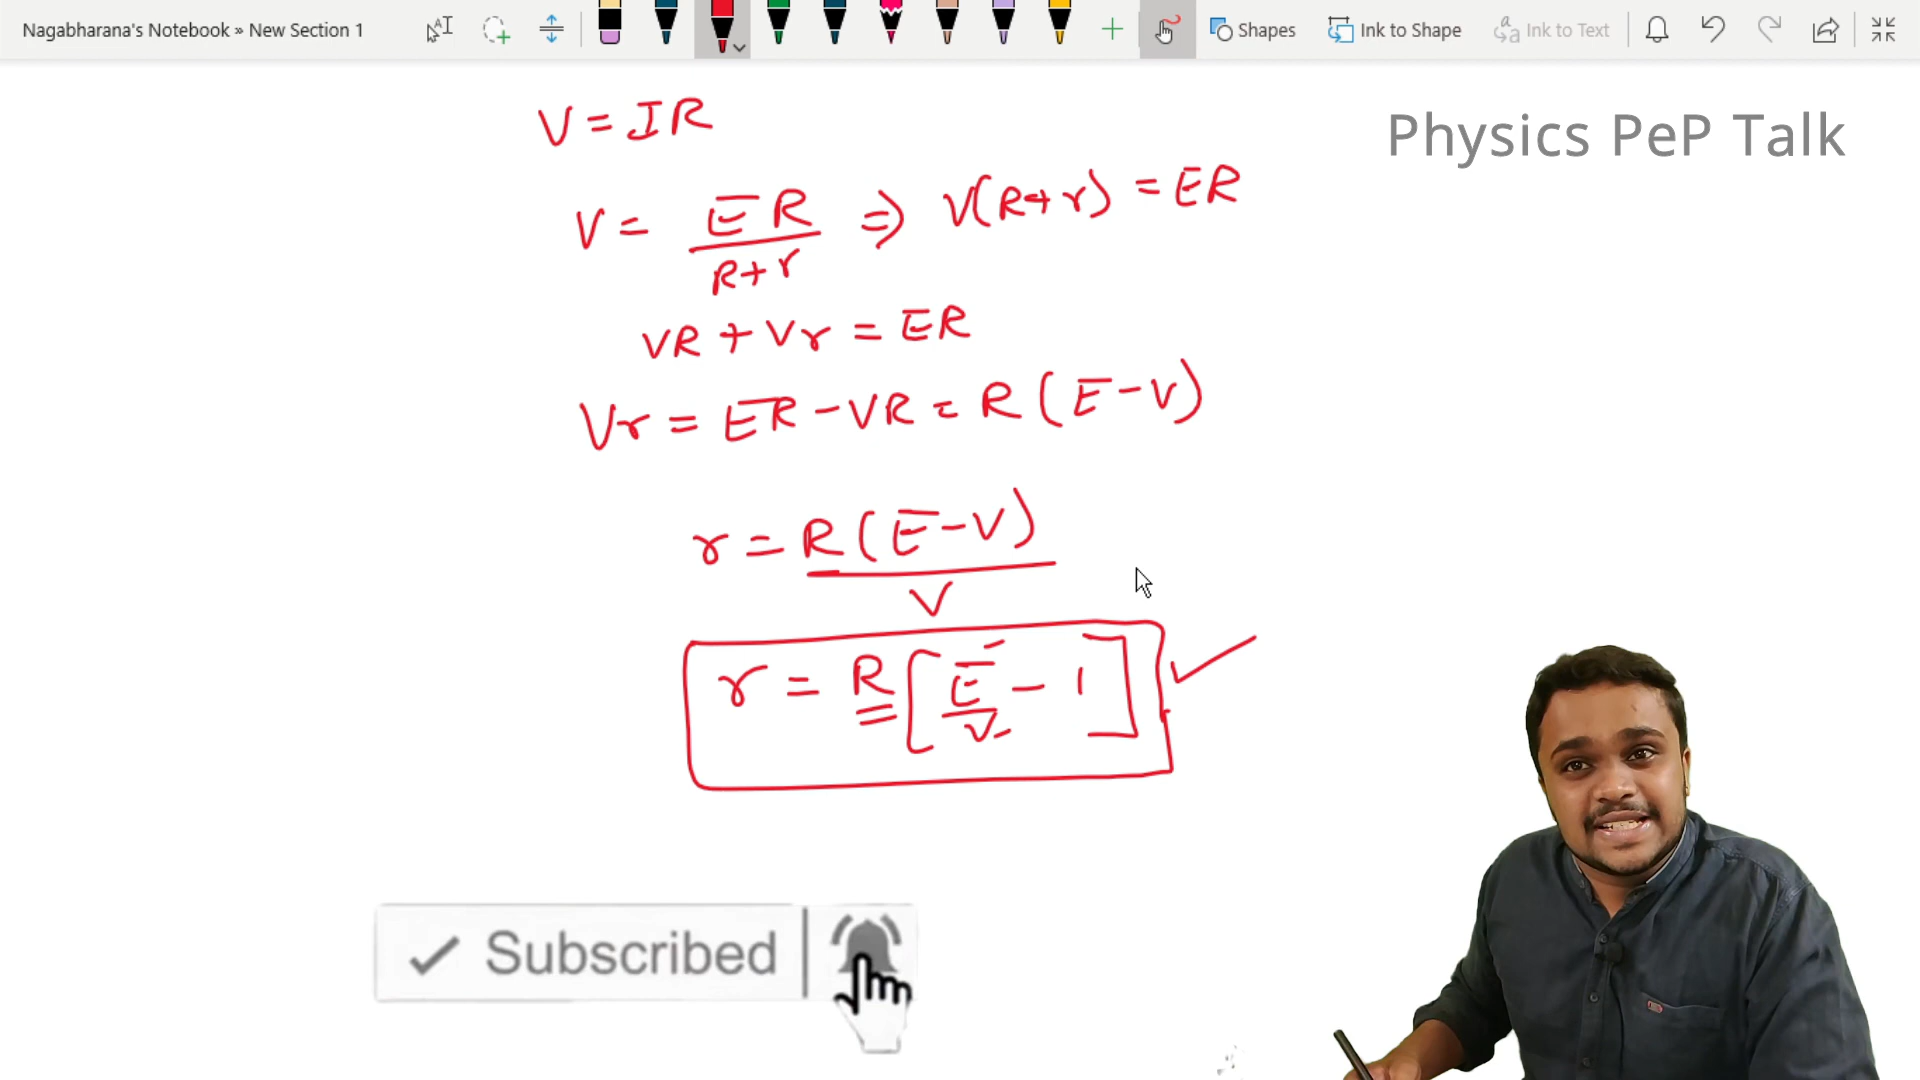 Nagabharana's Notebook » New Section 1
Shapes
Ink to Shape
Ink to Text
Physics PeP Talk
V = IR
V = ER / R+r ⇒ V(R+r) = ER
VR + Vr = ER
Vr = ER - VR = R(E-V)
r = R(E-V) / V
r = R[E/V - 1]
Subscribed